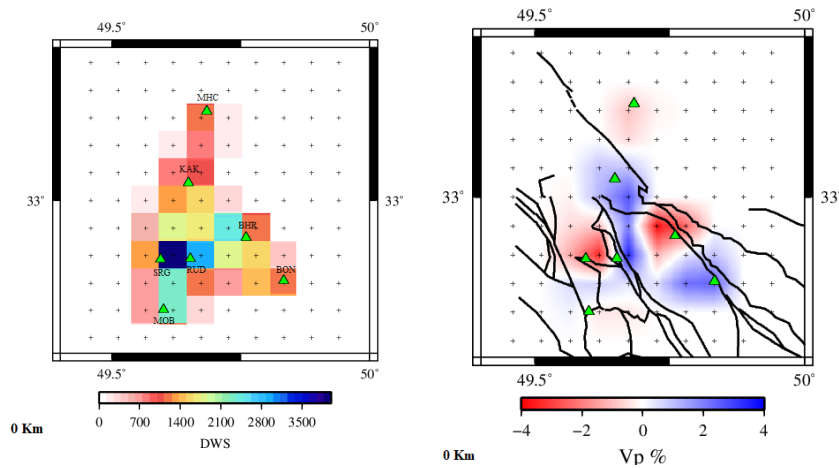 49.5˚ 50˚
MHC
KAK
33˚ 33˚
BHR
SRG RUD
BON
MOB
49.5˚ 50˚
0 700 1400 2100 2800 3500
0 Km
DWS
49.5˚ 50˚
33˚ 33˚
49.5˚ 50˚
−4 −2 0 2 4
0 Km
Vp %